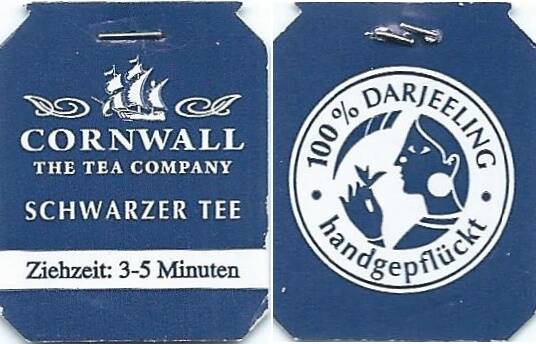 CORNWALL
THE TEA COMPANY
SCHWARZER TEE
Ziehzeit: 3-5 Minuten
100% DARJEELING
handgepflückt